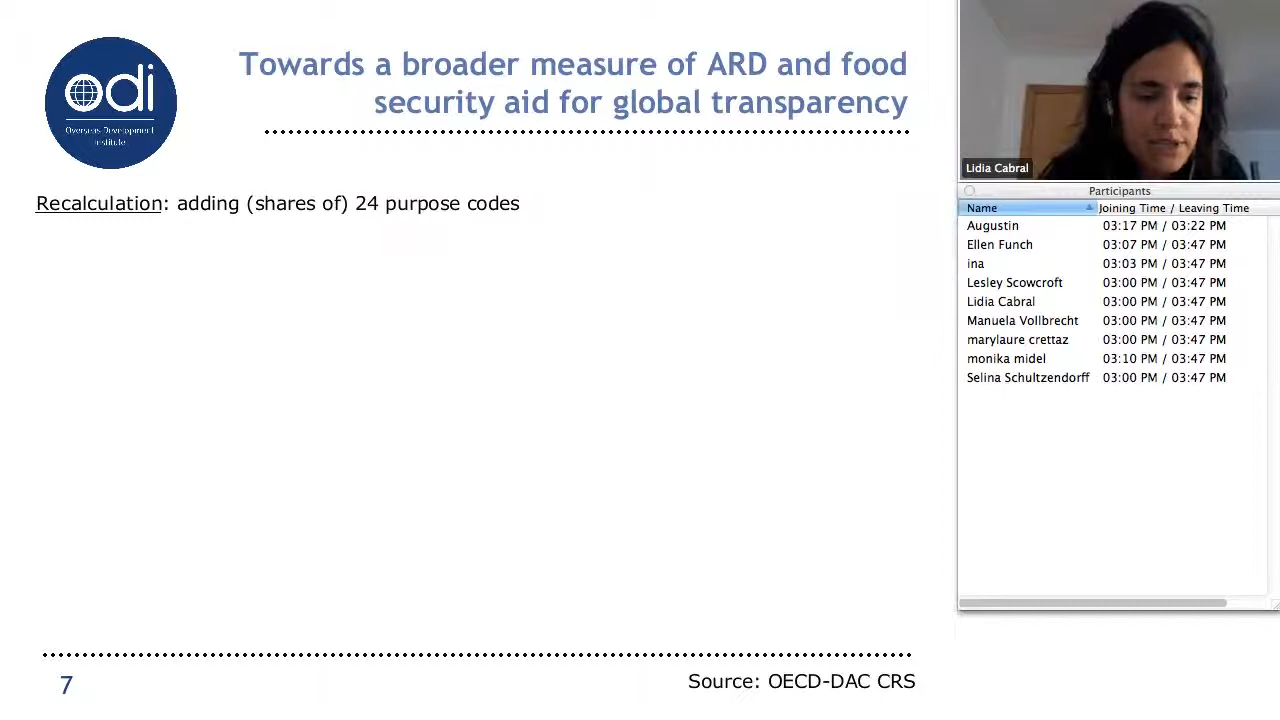 odi
Overseas Development
Institute
Towards a broader measure of ARD and food
security aid for global transparency
Recalculation: adding (shares of) 24 purpose codes
7
Source: OECD-DAC CRS
Lidia Cabral
Participants
Name Joining Time / Leaving Time
Augustin 03:17 PM / 03:22 PM
Ellen Funch 03:07 PM / 03:47 PM
ina 03:03 PM / 03:47 PM
Lesley Scowcroft 03:00 PM / 03:47 PM
Lidia Cabral 03:00 PM / 03:47 PM
Manuela Vollbrecht 03:00 PM / 03:47 PM
marylaure crettaz 03:00 PM / 03:47 PM
monika midel 03:10 PM / 03:47 PM
Selina Schultzendorff 03:00 PM / 03:47 PM